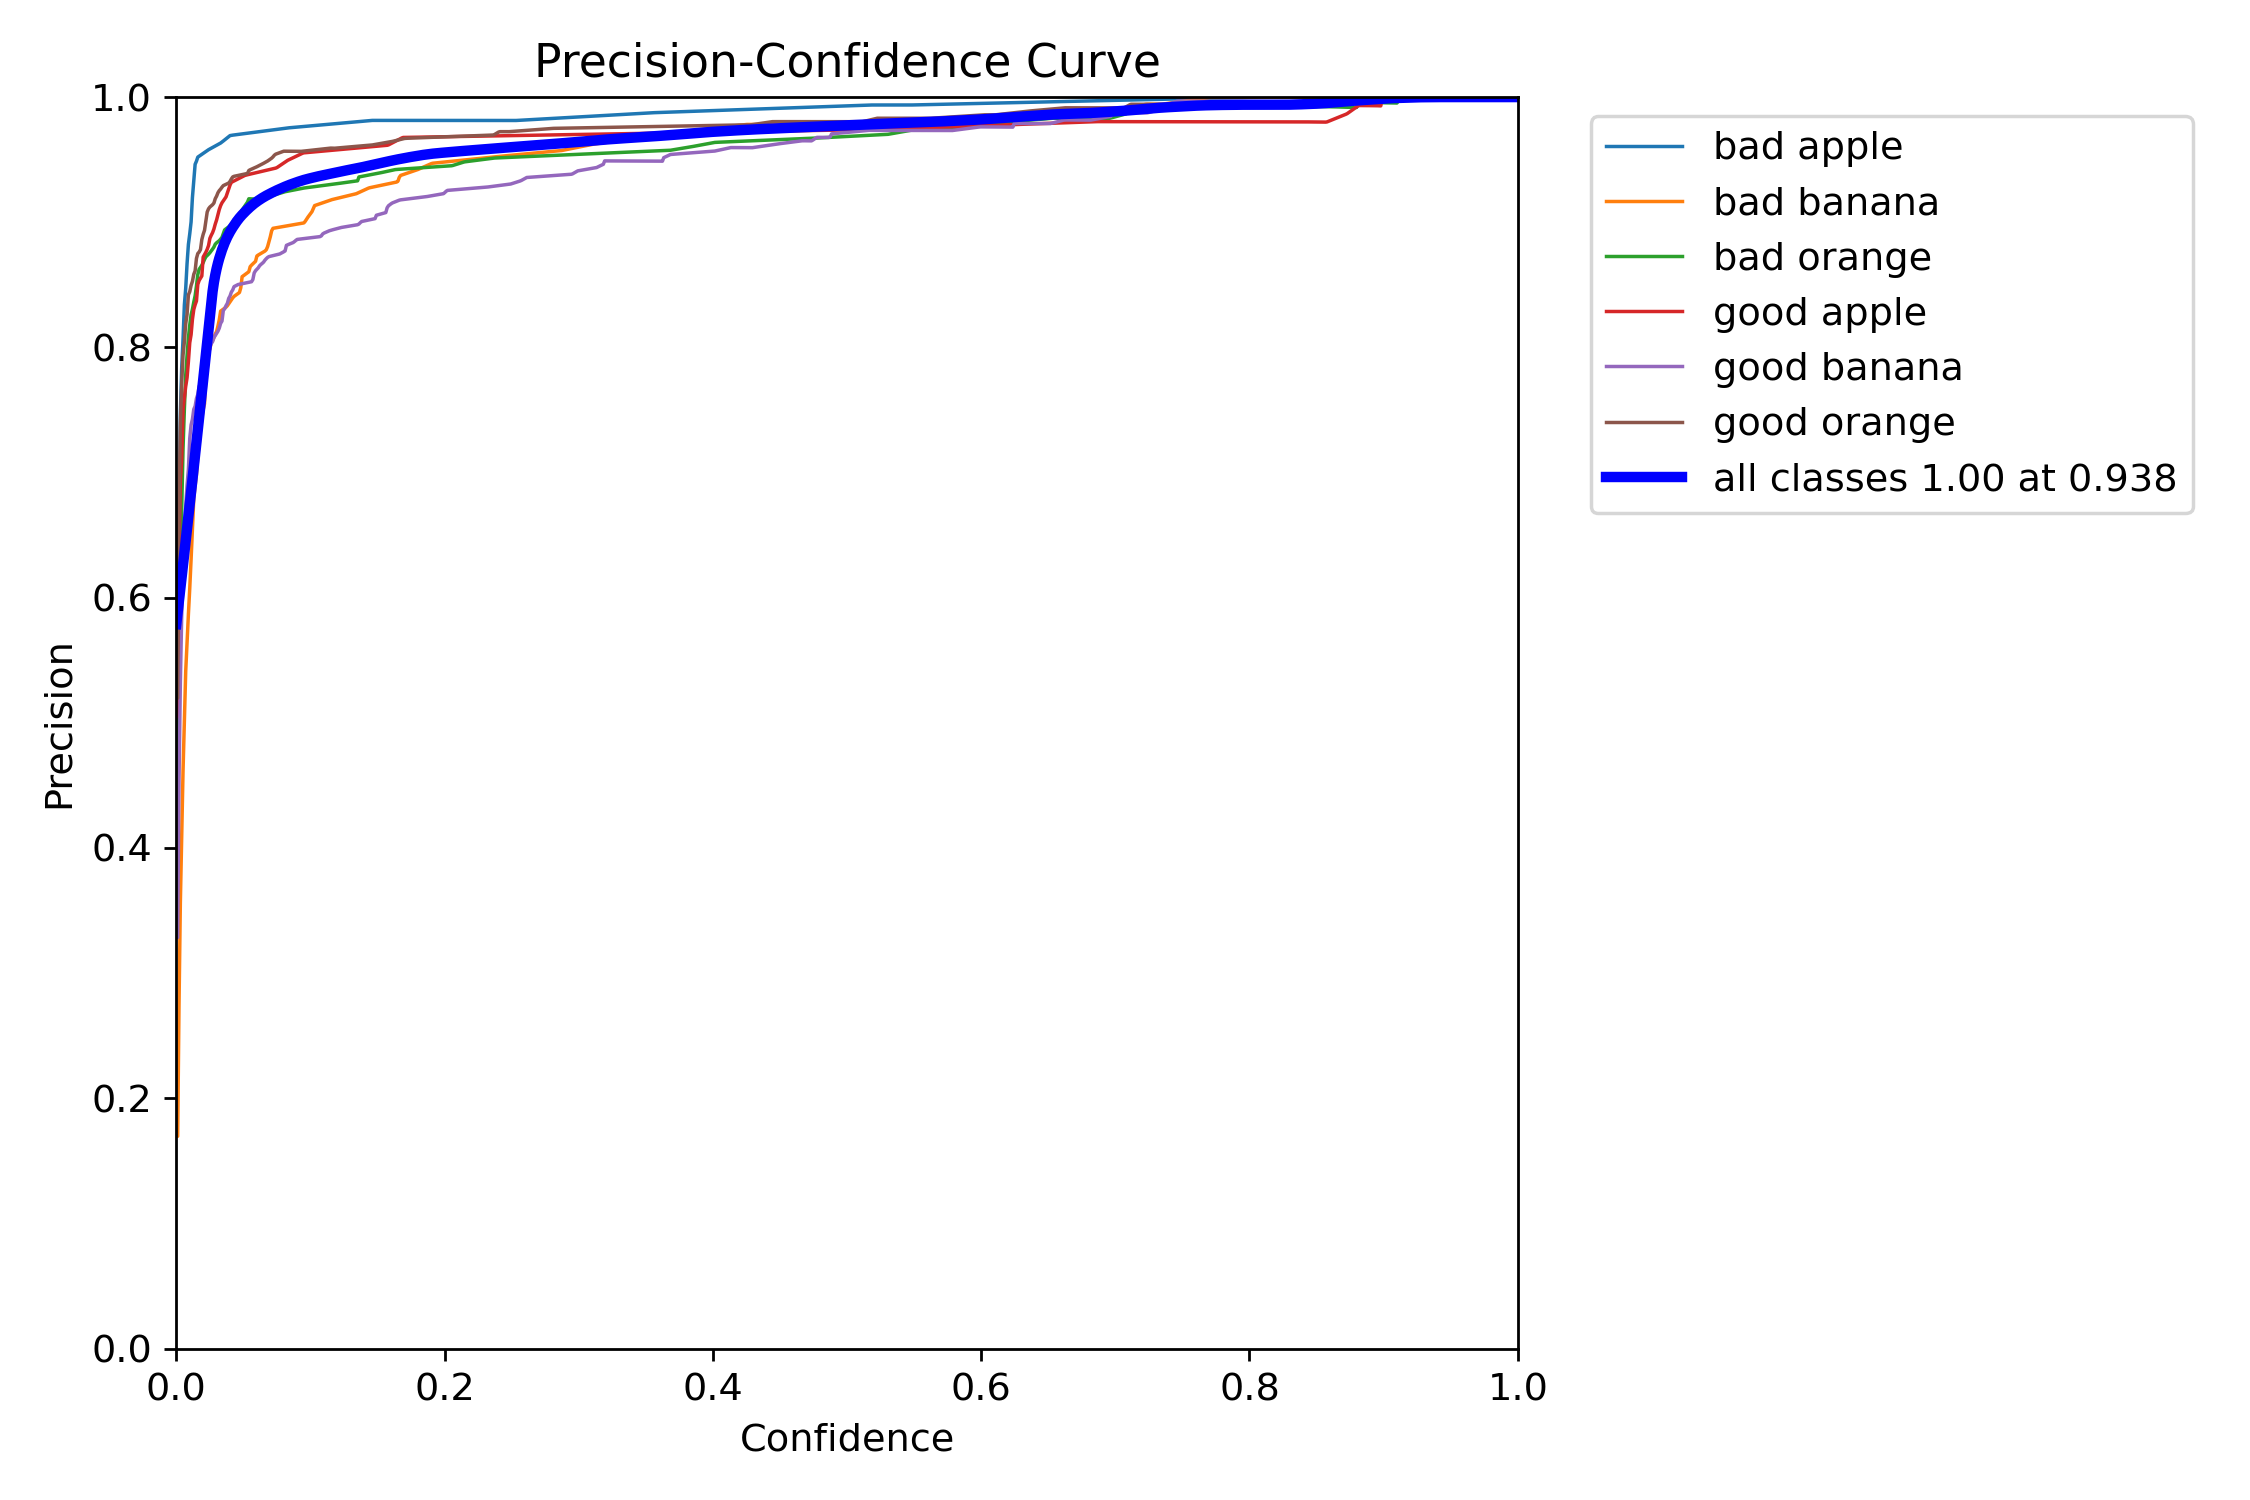 Precision-Confidence Curve
1.0
0.8
0.6
0.4
0.2
0.0
Precision
0.0 0.2 0.4 0.6 0.8 1.0
Confidence
bad apple
bad banana
bad orange
good apple
good banana
good orange
all classes 1.00 at 0.938